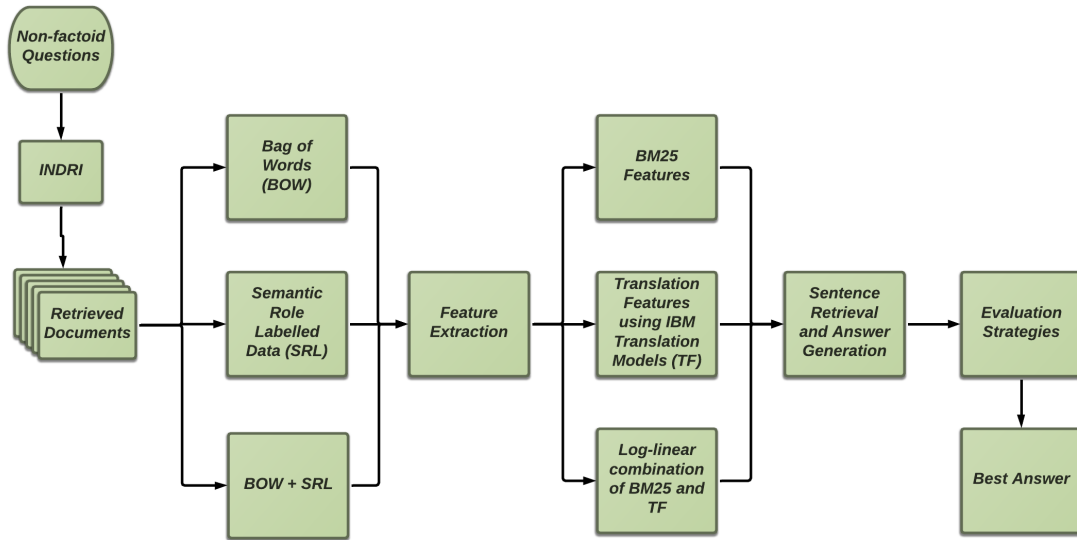 Non-factoid
Questions
INDRI
Retrieved
Documents
Bag of
Words
(BOW)
Semantic
Role
Labelled
Data (SRL)
BOW + SRL
Feature
Extraction
BM25
Features
Translation
Features
using IBM
Translation
Models (TF)
Log-linear
combination
of BM25 and
TF
Sentence
Retrieval
and Answer
Generation
Evaluation
Strategies
Best Answer